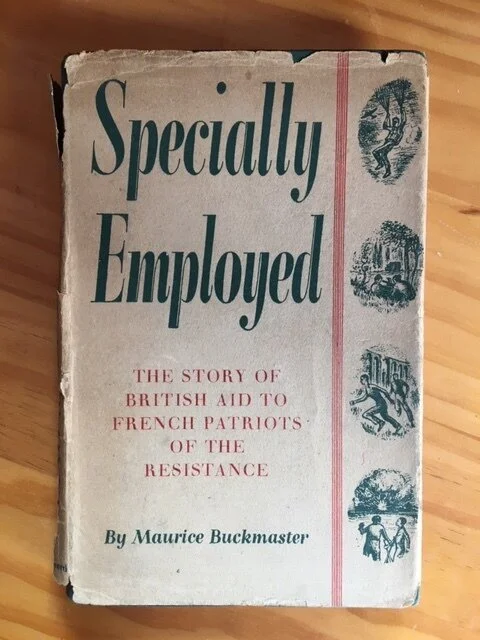 Specially
Employed
THE STORY OF
BRITISH AID TO
FRENCH PATRIOTS
OF THE
RESISTANCE
By Maurice Buckmaster